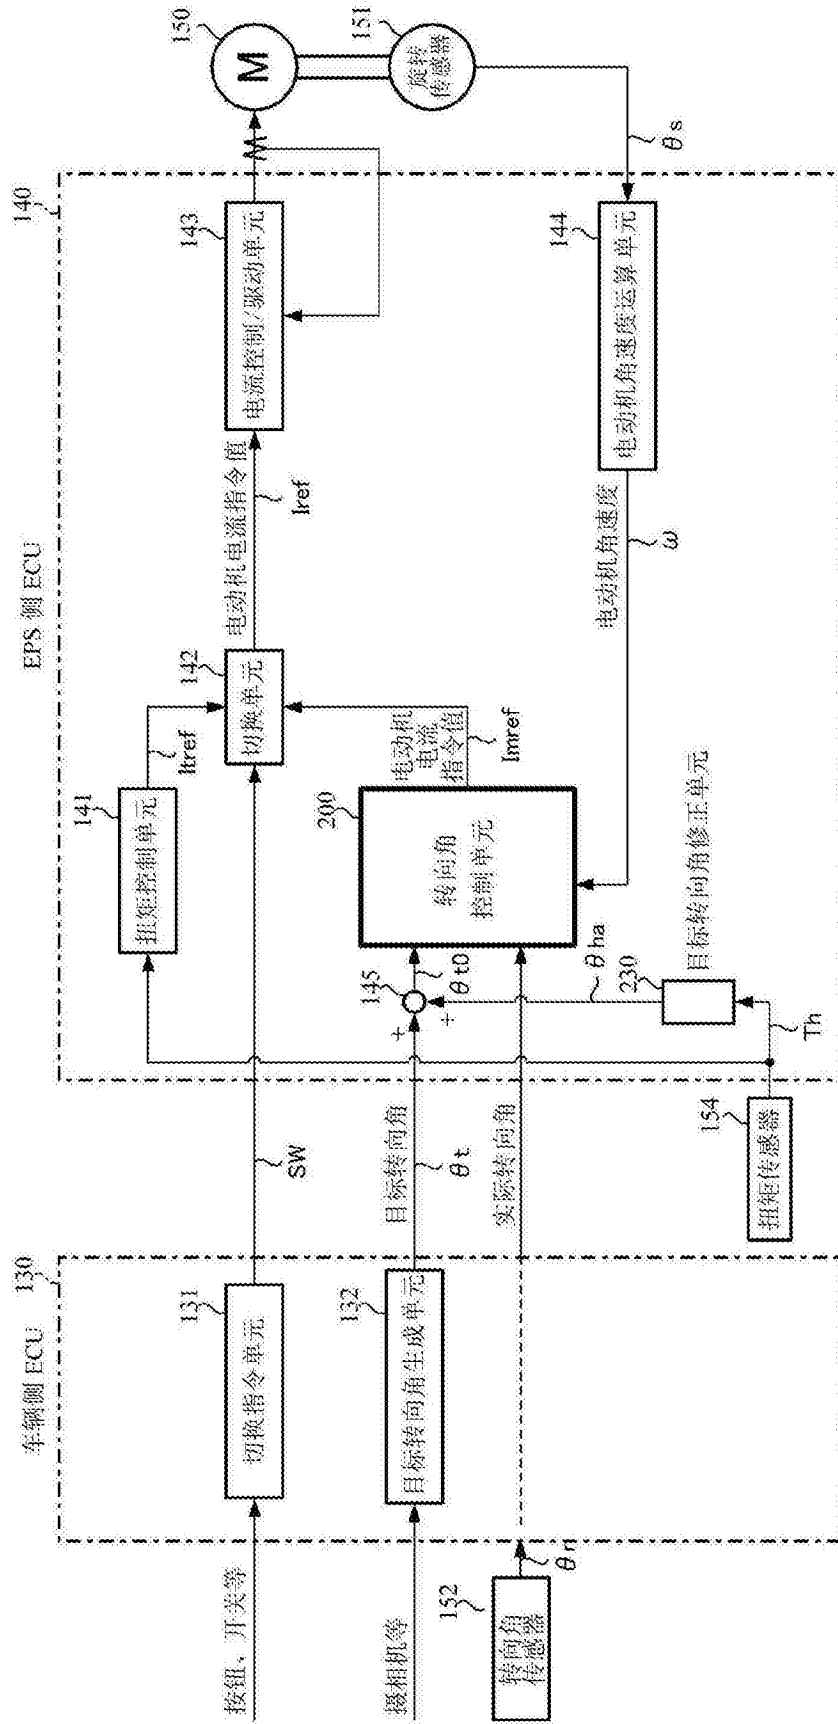 车辆侧 ECU
130
EPS 侧 ECU
140
按钮、开关等
131
切换指令单元
SW
141
扭矩控制单元
Itref
142
切换单元
电动机电流指令值
Iref
143
电流控制/驱动单元
150
M
151
旋转
传感器
θs
摄相机等
132
目标转向角生成单元
目标转向角
θt
+
+
145
θt0
200
转向角
控制单元
电动机
电流
指令值
Imref
152
转向角
传感器
θr
实际转向角
θha
230
目标转向角修正单元
Th
154
扭矩传感器
电动机角速度
ω
144
电动机角速度运算单元